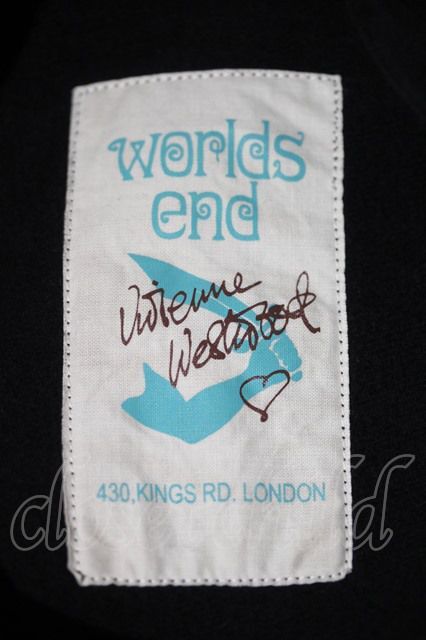 worlds
end
Vivienne
Westwood
430,KINGS RD. LONDON